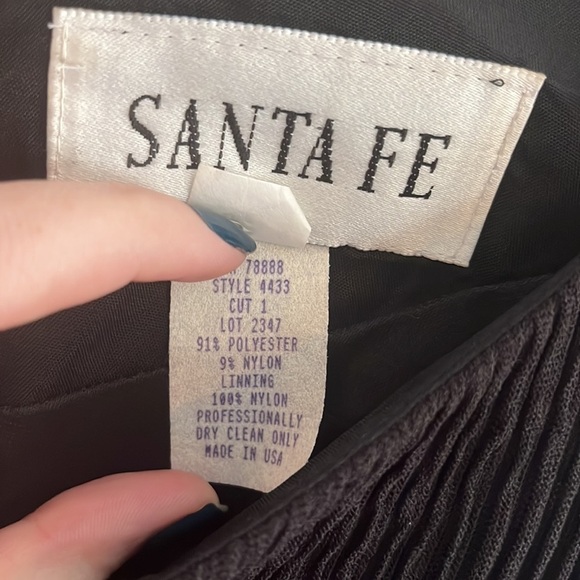 SANTA FE
78888
STYLE 4433
CUT 1
LOT 2347
91% POLYESTER
9% NYLON
LINNING
100% NYLON
PROFESSIONALLY
DRY CLEAN ONLY
MADE IN USA